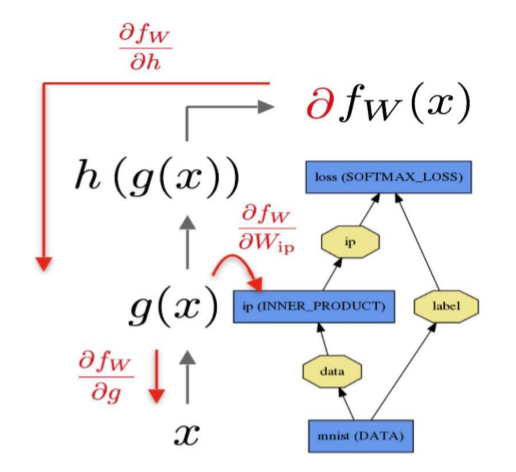 ∂f_W/∂h
∂f_W(x)
h(g(x))
loss (SOFTMAX_LOSS)
∂f_W/∂W_ip
ip
g(x)
ip (INNER_PRODUCT)
label
∂f_W/∂g
data
x
mnist (DATA)